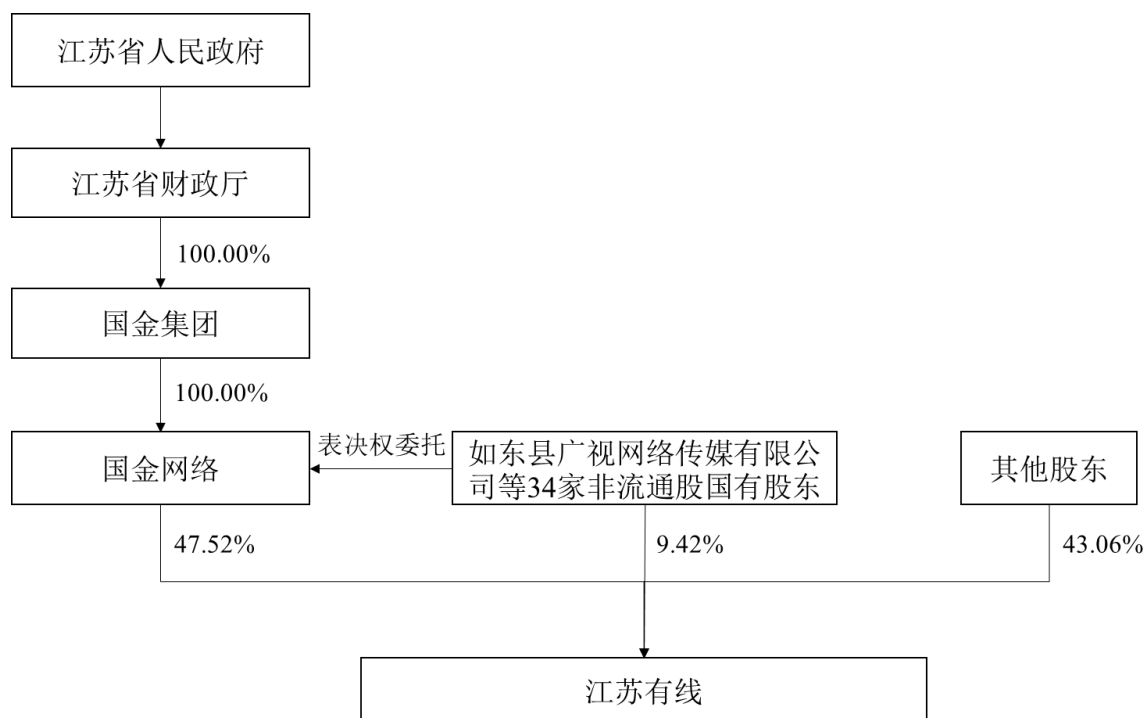 江苏省人民政府
江苏省财政厅
100.00%
国金集团
100.00%
国金网络
表决权委托
如东县广视网络传媒有限公
司等34家非流通股国有股东
其他股东
47.52%
9.42%
43.06%
江苏有线